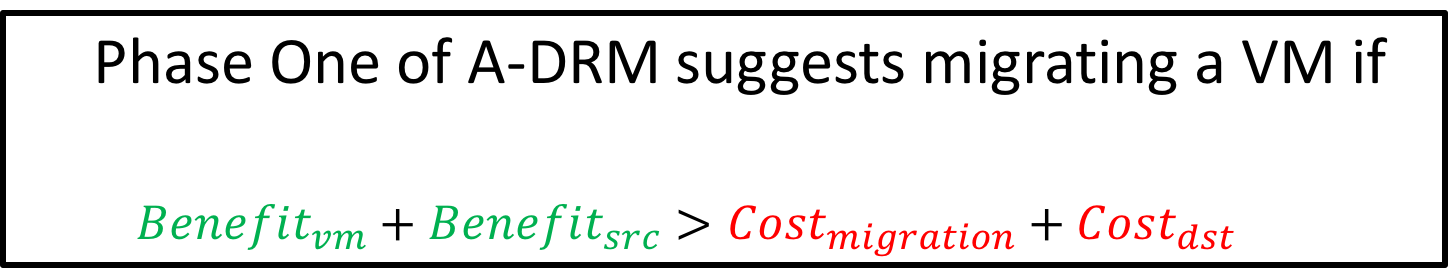 Phase One of A-DRM suggests migrating a VM if
Benefit_vm + Benefit_src > Cost_migration + Cost_dst